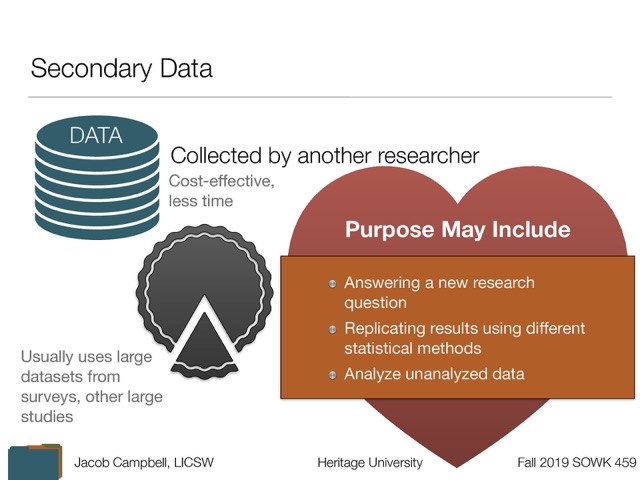 Secondary Data
DATA
Collected by another researcher
Cost-effective,
less time
Purpose May Include
Answering a new research
question
Replicating results using different
statistical methods
Analyze unanalyzed data
Usually uses large
datasets from
surveys, other large
studies
Jacob Campbell, LICSW
Heritage University
Fall 2019 SOWK 459